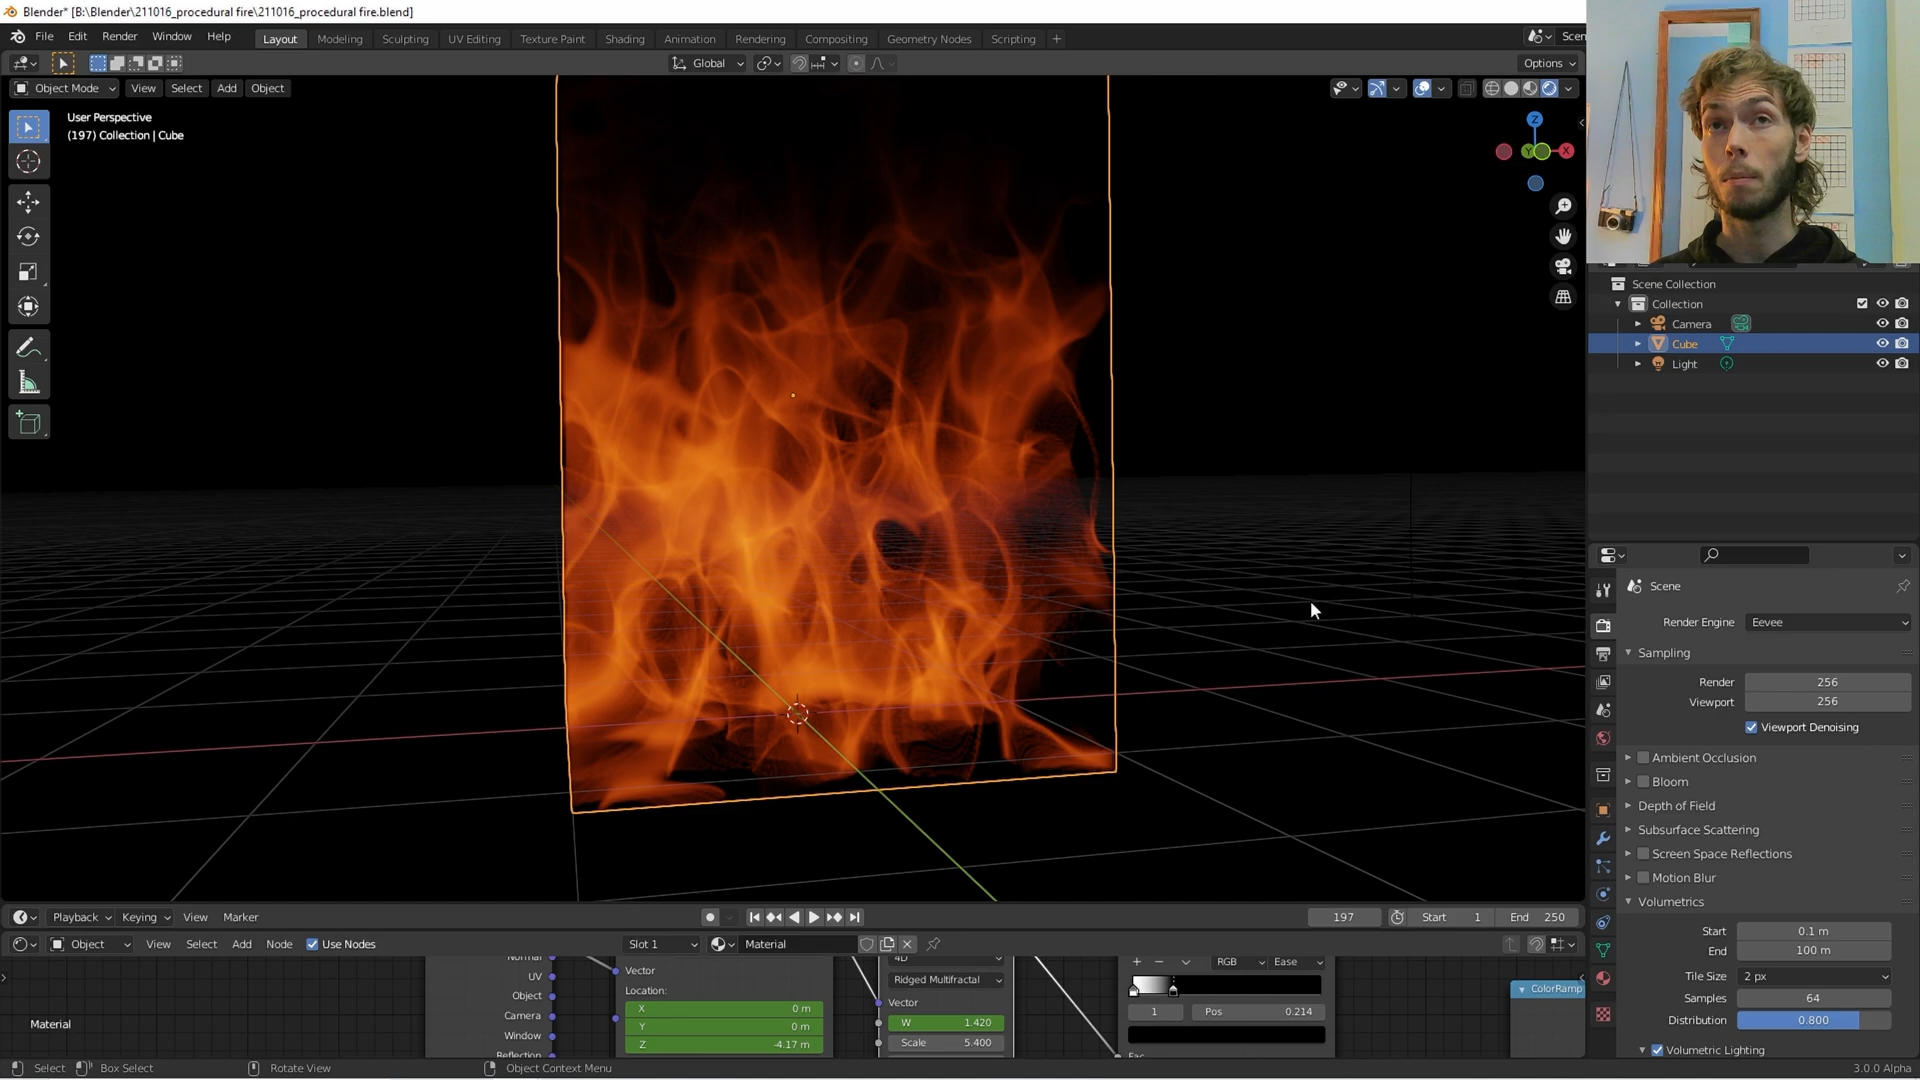 Blender* [B:\Blender\211016_procedural fire\211016_procedural fire.blend]
File Edit Render Window Help Layout Modeling Sculpting UV Editing Texture Paint Shading Animation Rendering Compositing Geometry Nodes Scripting + Scen
Global Options
Object Mode View Select Add Object
User Perspective
(197) Collection | Cube
Z
Y X
Scene Collection
Collection
Camera
Cube
Light
Scene
Render Engine Eevee
Sampling
Render 256
Viewport 256
Viewport Denoising
Ambient Occlusion
Bloom
Depth of Field
Subsurface Scattering
Screen Space Reflections
Motion Blur
Volumetrics
Start 0.1 m
End 100 m
Tile Size 2 px
Samples 64
Distribution 0.800
Volumetric Lighting
Playback Keying View Marker 197 Start 1 End 250
Object View Select Add Node Use Nodes Slot 1 Material
Normal
UV
Object
Camera
Window
Reflection
Vector
Location:
X 0 m
Y 0 m
Z -4.17 m
4D
Ridged Multifractal
Vector
W 1.420
Scale 5.400
+ − RGB Ease
1 Pos 0.214
Fac
ColorRamp
Material
Select Box Select Rotate View Object Context Menu 3.0.0 Alpha